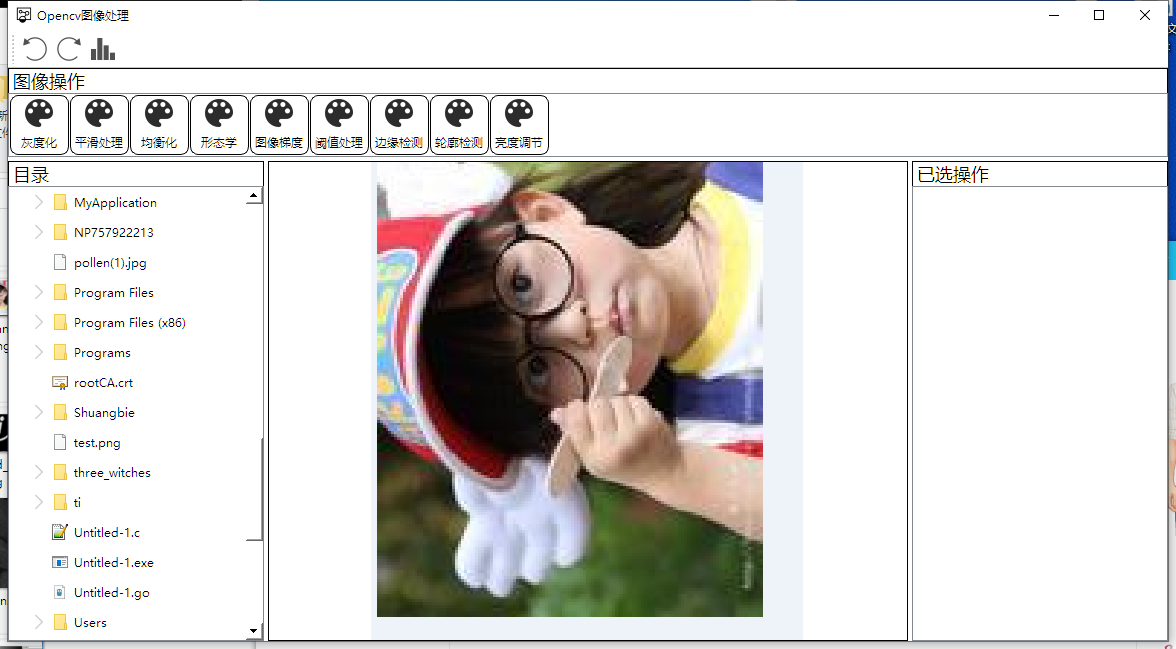 Opencv图像处理
图像操作
灰度化
平滑处理
均衡化
形态学
图像梯度
阈值处理
边缘检测
轮廓检测
亮度调节
目录
MyApplication
NP757922213
pollen(1).jpg
Program Files
Program Files (x86)
Programs
rootCA.crt
Shuangbie
test.png
three_witches
ti
Untitled-1.c
Untitled-1.exe
Untitled-1.go
Users
已选操作